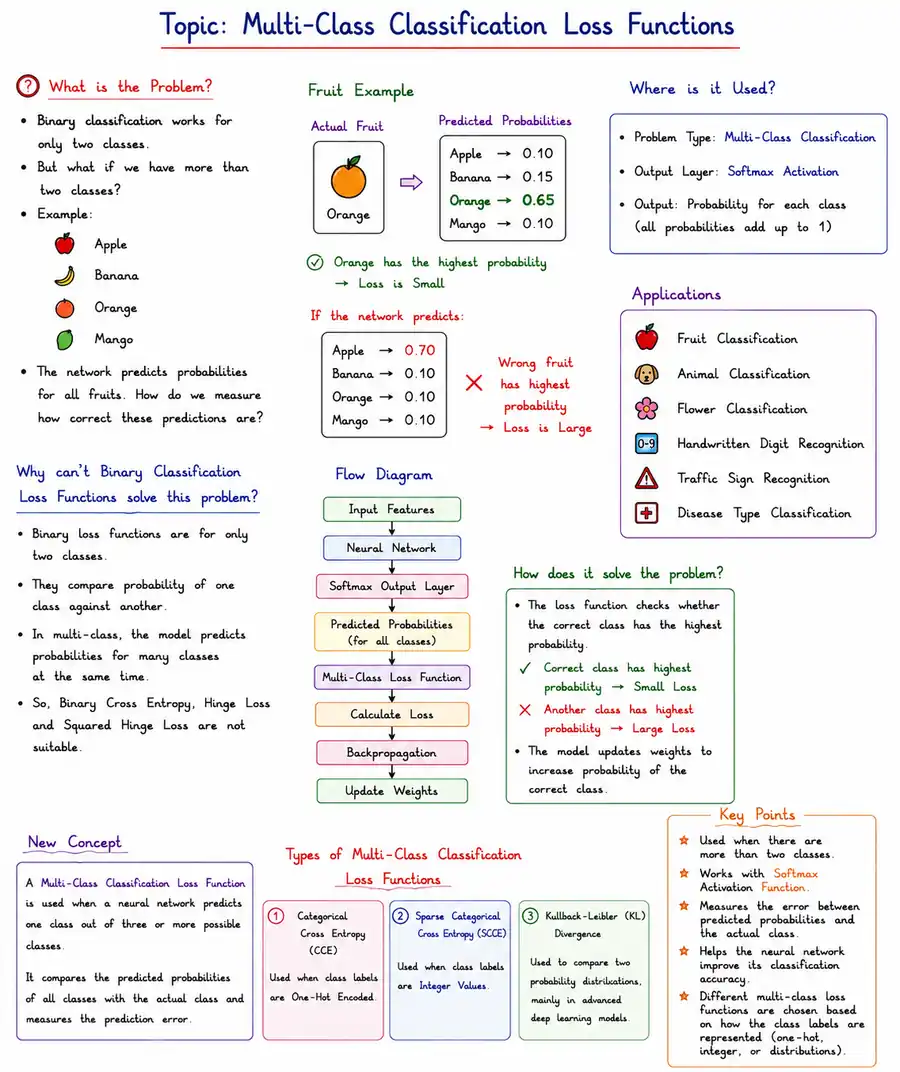 Topic: Multi-Class Classification Loss Functions
? What is the Problem?
• Binary classification works for
only two classes.
• But what if we have more than
two classes?
• Example:
Apple
Banana
Orange
Mango
• The network predicts probabilities
for all fruits. How do we measure
how correct these predictions are?
Why can't Binary Classification
Loss Functions solve this problem?
• Binary loss functions are for only
two classes.
• They compare probability of one
class against another.
• In multi-class, the model predicts
probabilities for many classes
at the same time.
• So, Binary Cross Entropy, Hinge Loss
and Squared Hinge Loss are not
suitable.
Fruit Example
Actual Fruit
Orange
Predicted Probabilities
Apple → 0.10
Banana → 0.15
Orange → 0.65
Mango → 0.10
✓ Orange has the highest probability
→ Loss is Small
If the network predicts:
Apple → 0.70
Banana → 0.10
Orange → 0.10
Mango → 0.10
✗ Wrong fruit
has highest
probability
→ Loss is Large
Flow Diagram
Input Features
Neural Network
Softmax Output Layer
Predicted Probabilities
(for all classes)
Multi-Class Loss Function
Calculate Loss
Backpropagation
Update Weights
Where is it Used?
• Problem Type: Multi-Class Classification
• Output Layer: Softmax Activation
• Output: Probability for each class
(all probabilities add up to 1)
Applications
Fruit Classification
Animal Classification
Flower Classification
0-9 Handwritten Digit Recognition
Traffic Sign Recognition
Disease Type Classification
How does it solve the problem?
• The loss function checks whether
the correct class has the highest
probability.
✓ Correct class has highest
probability → Small Loss
✗ Another class has highest
probability → Large Loss
• The model updates weights to
increase probability of the
correct class.
New Concept
A Multi-Class Classification Loss Function
is used when a neural network predicts
one class out of three or more possible
classes.
It compares the predicted probabilities
of all classes with the actual class and
measures the prediction error.
Types of Multi-Class Classification
Loss Functions
1 Categorical
Cross Entropy
(CCE)
Used when class labels
are One-Hot Encoded.
2 Sparse Categorical
Cross Entropy (SCCE)
Used when class labels
are Integer Values.
3 Kullback-Leibler (KL)
Divergence
Used to compare two
probability distrilcutions,
mainly in advanced
deep learning models.
Key Points
☆ Used when there are
more than two classes.
☆ Works with Softmax
Activation Function.
☆ Measures the error between
predicted probabilities and
the actual class.
☆ Helps the neural network
improve its classification
accuracy.
☆ Different multi-class loss
functions are chosen based
on how the class labels are
represented (one-hot,
integer, or distributions).